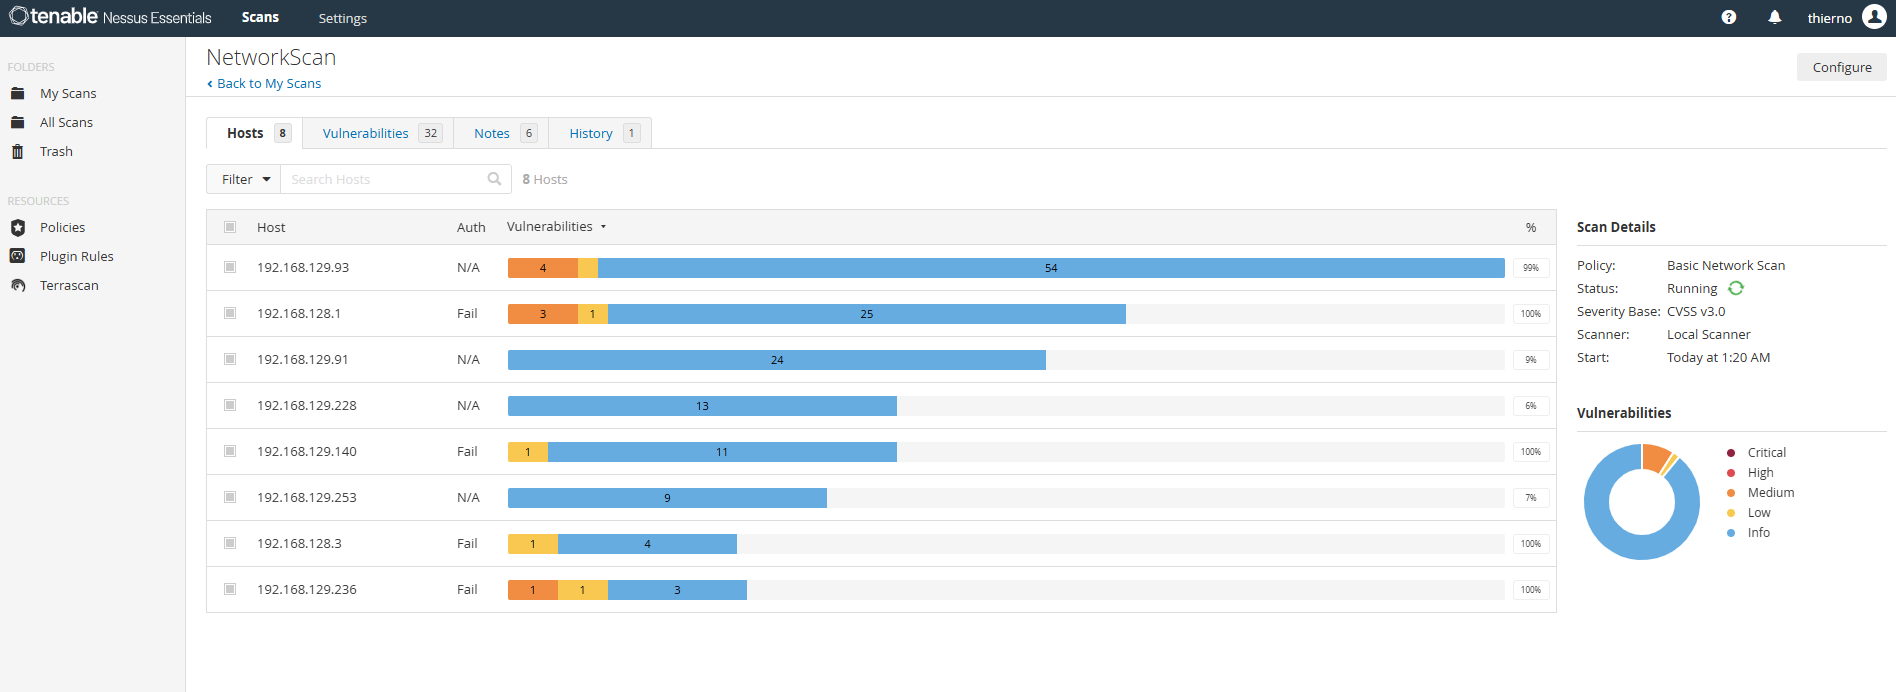 tenable Nessus Essentials Scans Settings thierno
FOLDERS
My Scans
All Scans
Trash
RESOURCES
Policies
Plugin Rules
Terrascan
NetworkScan
Back to My Scans
Configure
Hosts 8 Vulnerabilities 32 Notes 6 History 1
Filter Search Hosts 8 Hosts
Host Auth Vulnerabilities %
192.168.129.93 N/A 4 54 99%
192.168.128.1 Fail 3 1 25 100%
192.168.129.91 N/A 24 9%
192.168.129.228 N/A 13 6%
192.168.129.140 Fail 1 11 100%
192.168.129.253 N/A 9 7%
192.168.128.3 Fail 1 4 100%
192.168.129.236 Fail 1 1 3 100%
Scan Details
Policy: Basic Network Scan
Status: Running
Severity Base: CVSS v3.0
Scanner: Local Scanner
Start: Today at 1:20 AM
Vulnerabilities
Critical
High
Medium
Low
Info